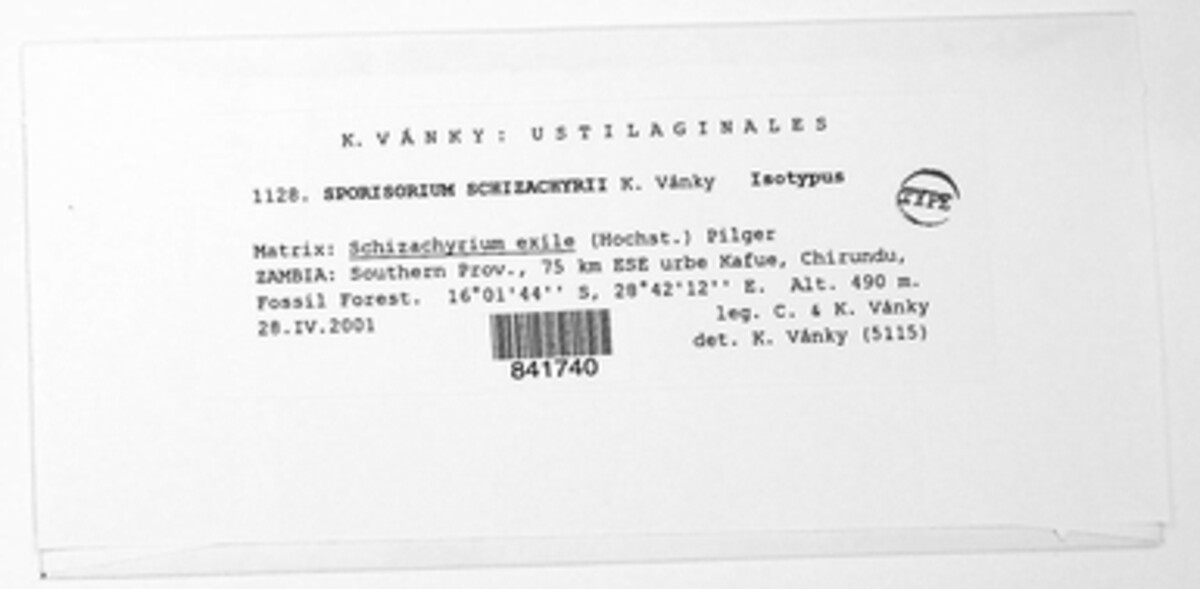 K. VÁNKY: USTILAGINALES
1128. SPORISORIUM SCHIZACHYRII K. Vánky Isotypus
TYPE
Matrix: Schizachyrium exile (Hochst.) Pilger
ZAMBIA: Southern Prov., 75 km ESE urbe Kafue, Chirundu,
Fossil Forest. 16°01'44'' S, 28°42'12'' E. Alt. 490 m.
28.IV.2001
leg. C. & K. Vánky
det. K. Vánky (5115)
841740